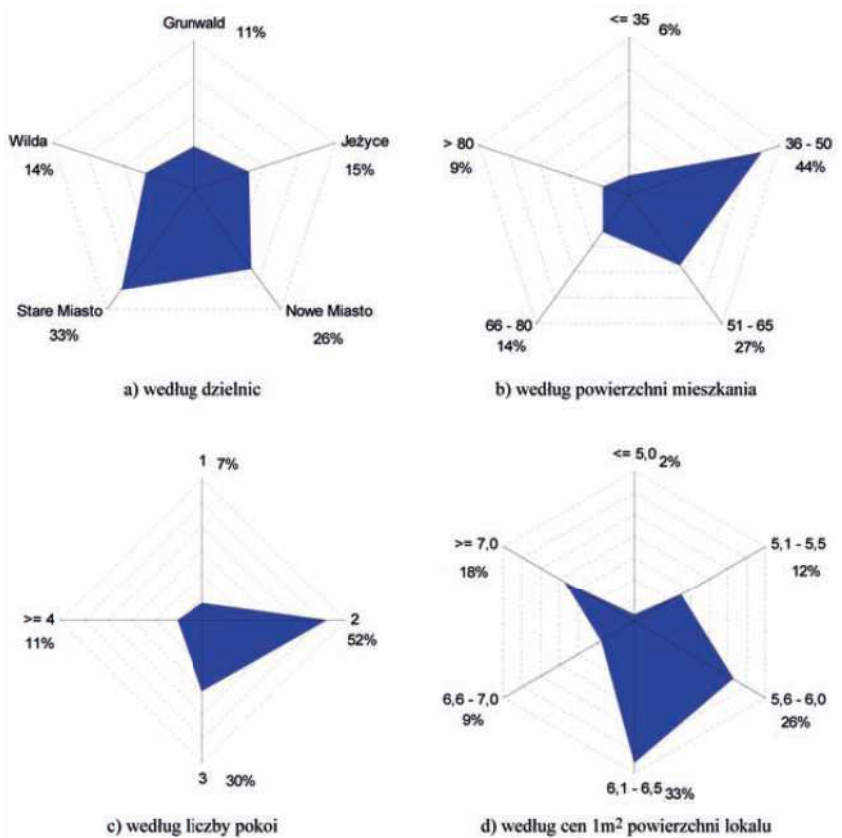 Grunwald 11%
Wilda 14%
Jeżyce 15%
Stare Miasto 33%
Nowe Miasto 26%
a) według dzielnic
<= 35 6%
> 80 9%
36 - 50 44%
66 - 80 14%
51 - 65 27%
b) według powierzchni mieszkania
1 7%
>= 4 11%
2 52%
3 30%
c) według liczby pokoi
<= 5,0 2%
>= 7,0 18%
5,1 - 5,5 12%
6,6 - 7,0 9%
5,6 - 6,0 26%
6,1 - 6,5 33%
d) według cen 1m² powierzchni lokalu